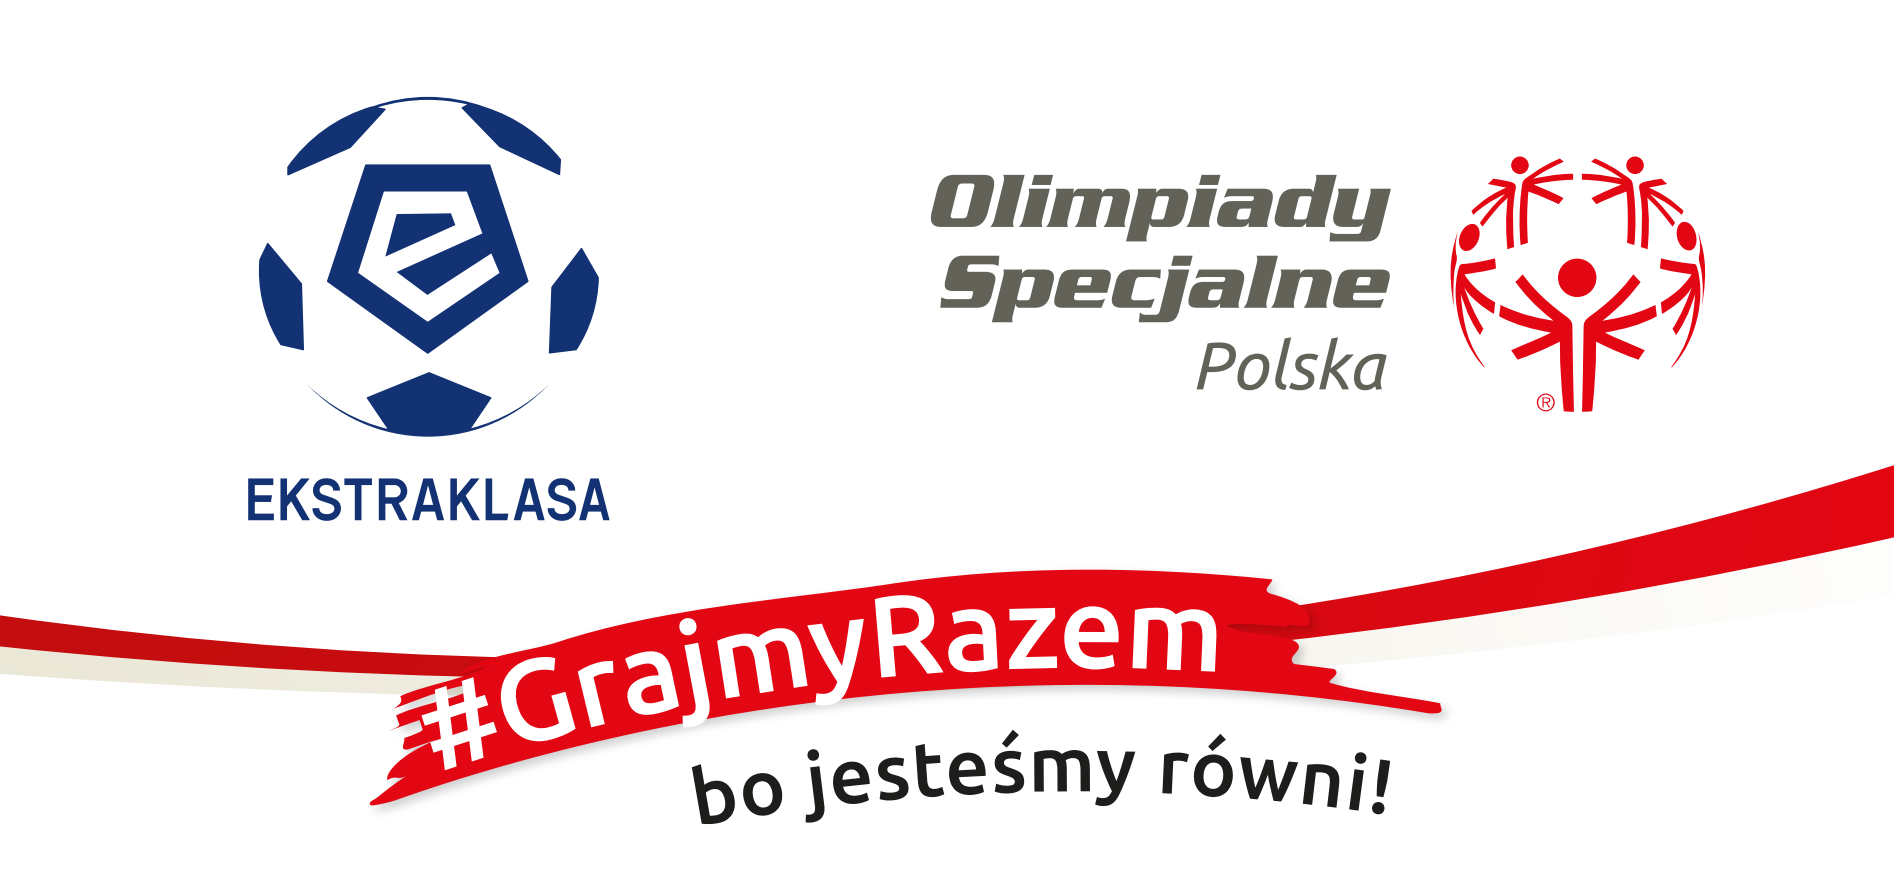 EKSTRAKLASA
Olimpiady
Specjalne
Polska
®
#GrajmyRazem
bo jesteśmy równi!